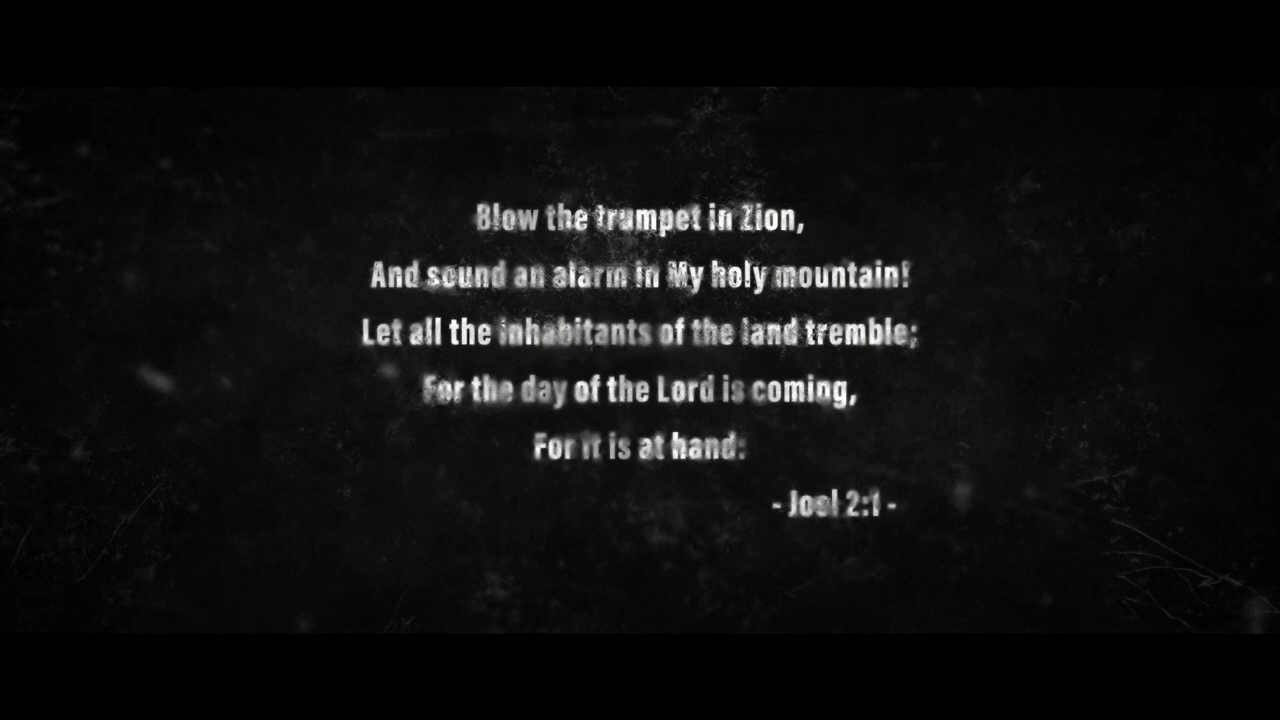 Blow the trumpet in Zion,
And sound an alarm in My holy mountain!
Let all the inhabitants of the land tremble;
For the day of the Lord is coming,
For it is at hand:
- Joel 2:1 -